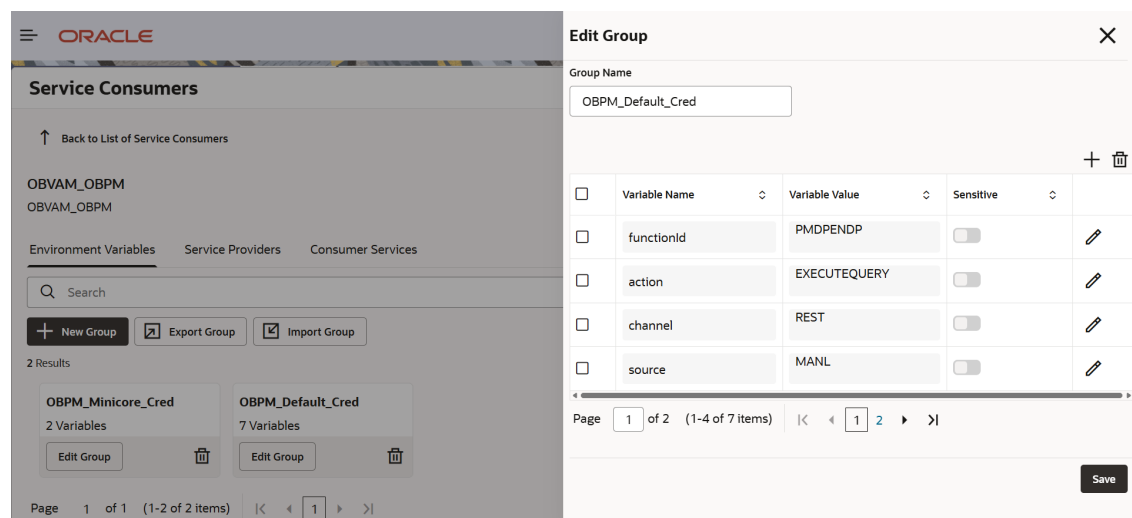 ORACLE
Service Consumers
Back to List of Service Consumers
OBVAM_OBPM
OBVAM_OBPM
Environment Variables Service Providers Consumer Services
Search
New Group Export Group Import Group
2 Results
OBPM_Minicore_Cred OBPM_Default_Cred
2 Variables 7 Variables
Edit Group Edit Group
Page 1 of 1 (1-2 of 2 items) 1
Edit Group
Group Name
OBPM_Default_Cred
Variable Name Variable Value Sensitive
functionId PMDPENDP
action EXECUTEQUERY
channel REST
source MANL
Page 1 of 2 (1-4 of 7 items) 1 2
Save